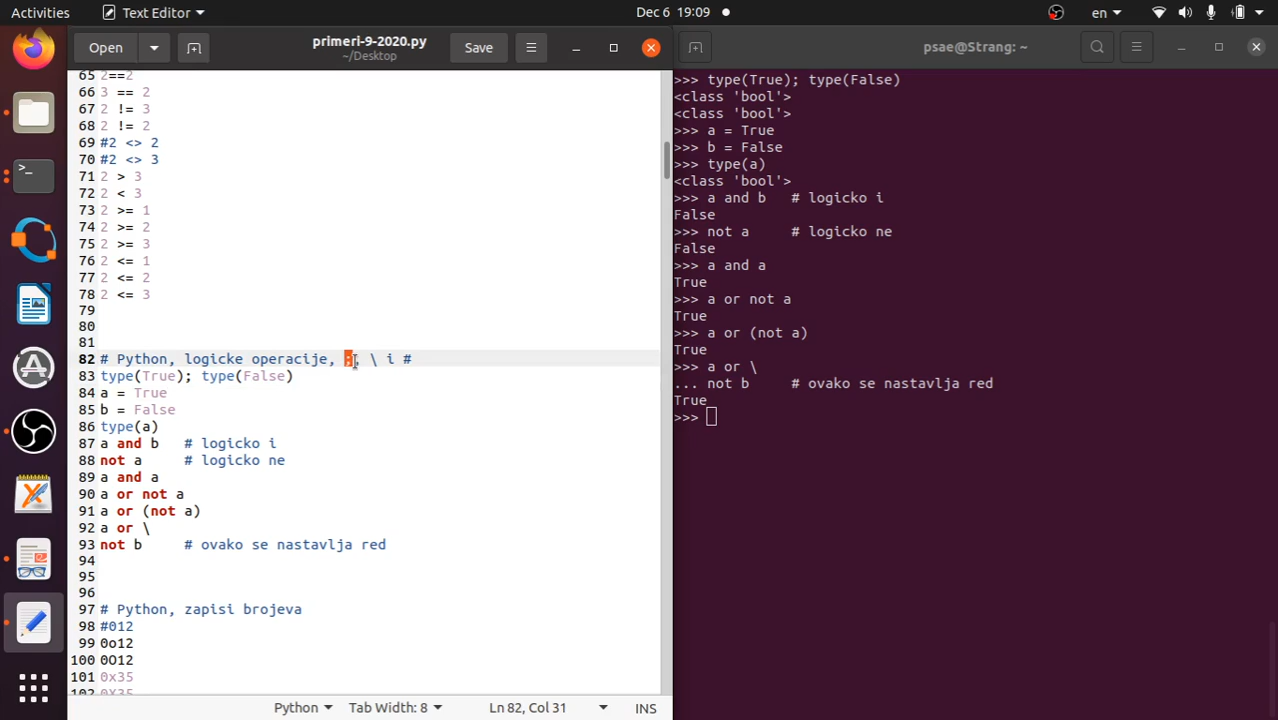 Activities
Text Editor
Dec 6 19:09
en
Open
primeri-9-2020.py
~/Desktop
Save
psae@Strang: ~
65 2==2
66 3 == 2
67 2 != 3
68 2 != 2
69 #2 <> 2
70 #2 <> 3
71 2 > 3
72 2 < 3
73 2 >= 1
74 2 >= 2
75 2 >= 3
76 2 <= 1
77 2 <= 2
78 2 <= 3
79
80
81
82 # Python, logicke operacije, ;, \ i #
83 type(True); type(False)
84 a = True
85 b = False
86 type(a)
87 a and b   # logicko i
88 not a     # logicko ne
89 a and a
90 a or not a
91 a or (not a)
92 a or \
93 not b     # ovako se nastavlja red
94
95
96
97 # Python, zapisi brojeva
98 #012
99 0o12
100 0O12
101 0x35
102 0X35
Python
Tab Width: 8
Ln 82, Col 31
INS
>>> type(True); type(False)
<class 'bool'>
<class 'bool'>
>>> a = True
>>> b = False
>>> type(a)
<class 'bool'>
>>> a and b   # logicko i
False
>>> not a     # logicko ne
False
>>> a and a
True
>>> a or not a
True
>>> a or (not a)
True
>>> a or \
... not b     # ovako se nastavlja red
True
>>>